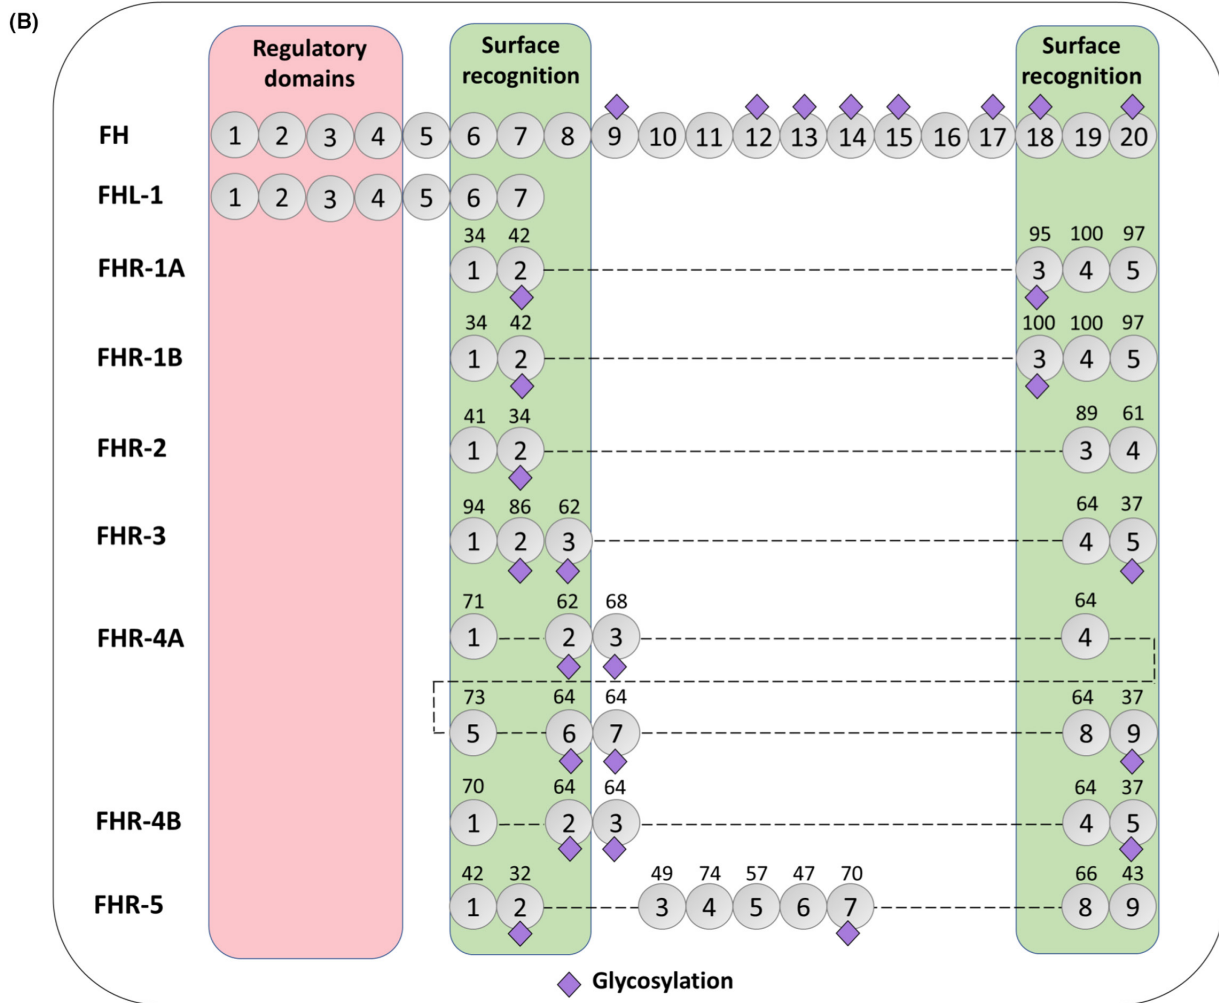 (B)
Regulatory
domains
Surface
recognition
Surface
recognition
FH 1 2 3 4 5 6 7 8 9 10 11 12 13 14 15 16 17 18 19 20
FHL-1 1 2 3 4 5 6 7
34 42 95 100 97
FHR-1A 1 2 3 4 5
34 42 100 100 97
FHR-1B 1 2 3 4 5
41 34 89 61
FHR-2 1 2 3 4
94 86 62 64 37
FHR-3 1 2 3 4 5
71 62 68 64
FHR-4A 1 2 3 4
73 64 64 64 37
5 6 7 8 9
70 64 64 64 37
FHR-4B 1 2 3 4 5
42 32 49 74 57 47 70 66 43
FHR-5 1 2 3 4 5 6 7 8 9
Glycosylation